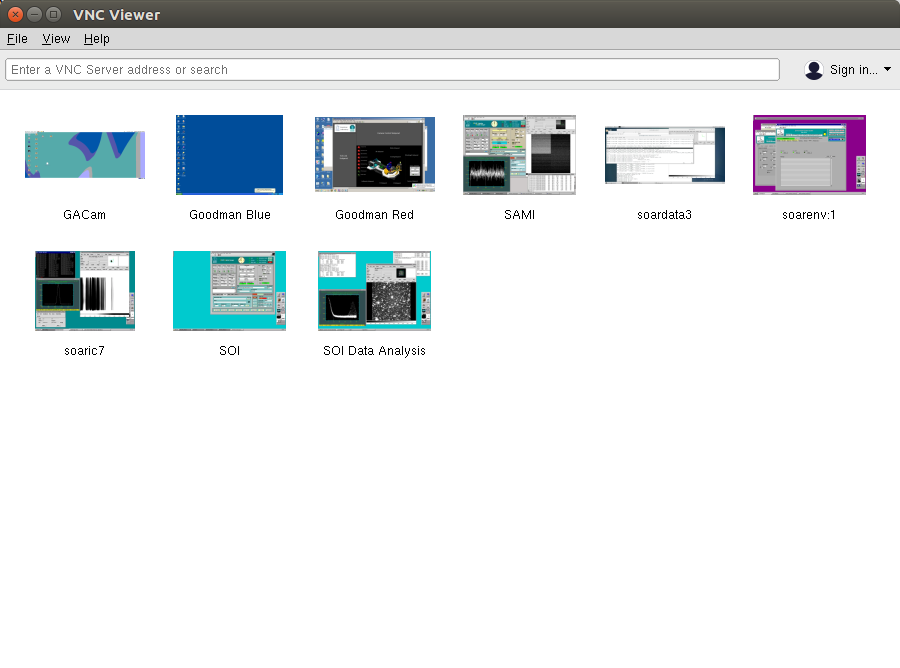 VNC Viewer
File View Help
Enter a VNC Server address or search
Sign in...
GACam
Goodman Blue
Goodman Red
SAMI
soardata3
soarenv:1
soaric7
SOI
SOI Data Analysis